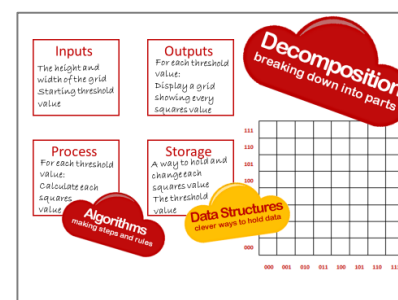 Inputs
The height and
width of the grid
Starting threshold
value
Outputs
For each threshold
value:
Display a grid
showing every
squares value
Decomposition
breaking down into parts
Process
For each threshold
value:
Calculate each
squares
value
Algorithms
making steps and rules
Storage
A way to hold and
change each
squares value
The threshold
value
Data Structures
clever ways to hold data
111
110
101
100
000
000 001 010 011 100 101 110